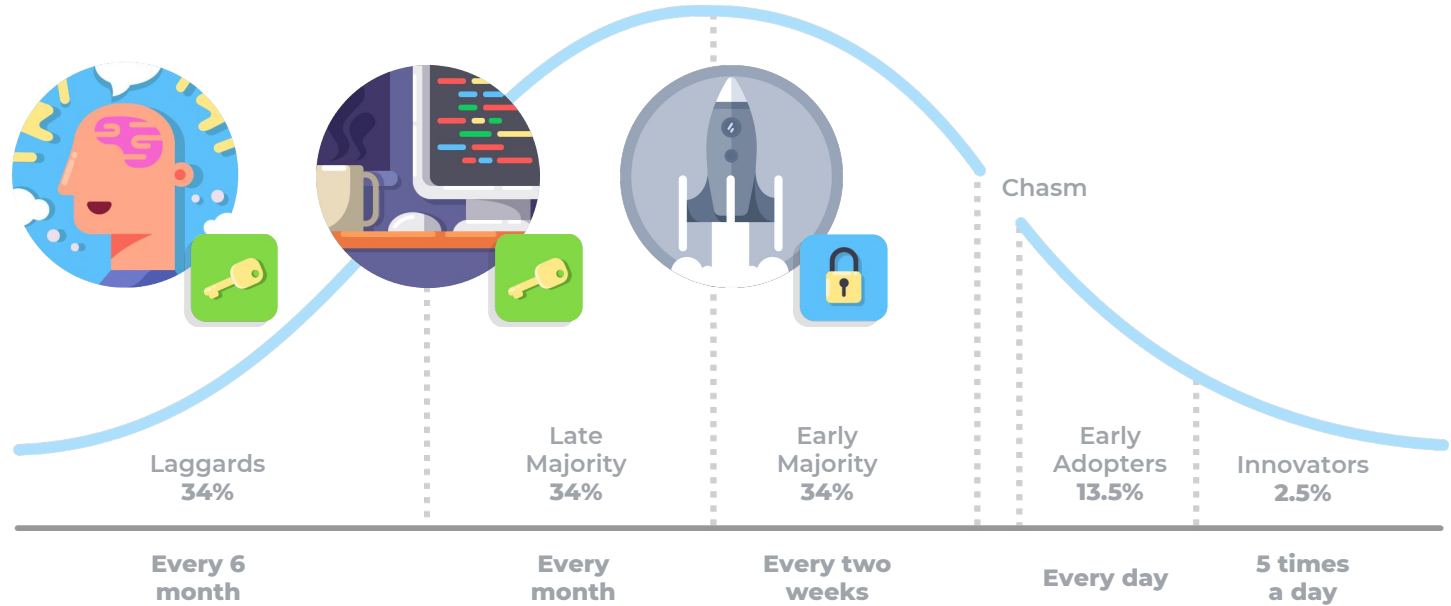 Chasm
Laggards
34%
Late
Majority
34%
Early
Majority
34%
Early
Adopters
13.5%
Innovators
2.5%
Every 6
month
Every
month
Every two
weeks
Every day
5 times
a day